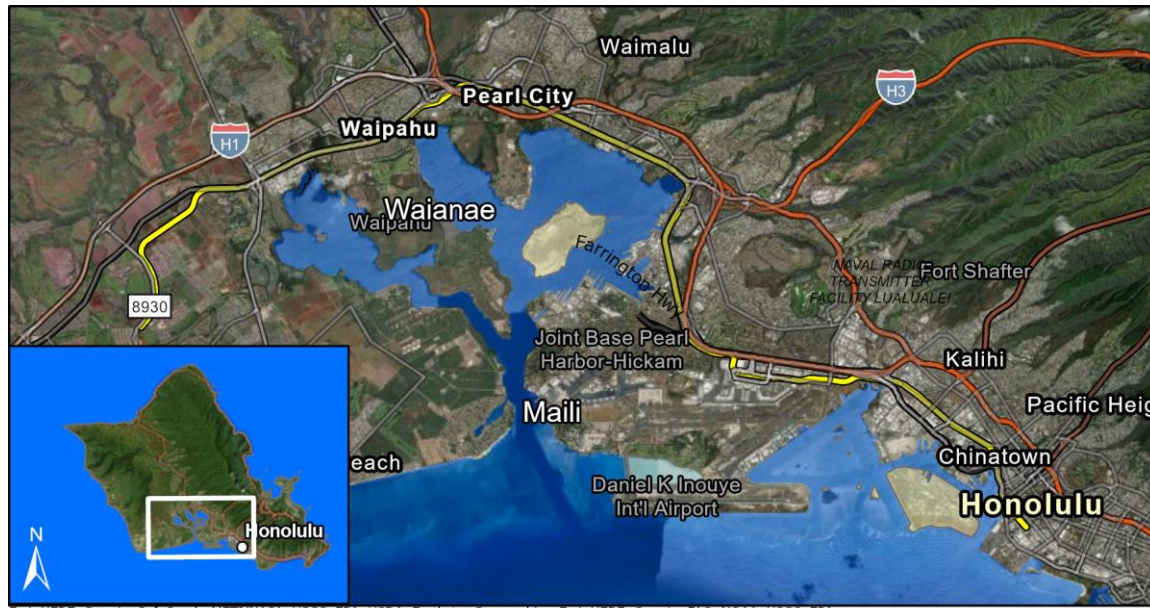 Waimalu
H3
Pearl City
Waipahu
H1
Waianae
Waipahu
Farrington Hwy
NAVAL RADIO
TRANSMITTER
FACILITY LUALUALEI
Fort Shafter
8930
Joint Base Pearl
Harbor-Hickam
Kalihi
Maili
Pacific Heig
each
Chinatown
Daniel K Inouye
Int'l Airport
Honolulu
N
Honolulu